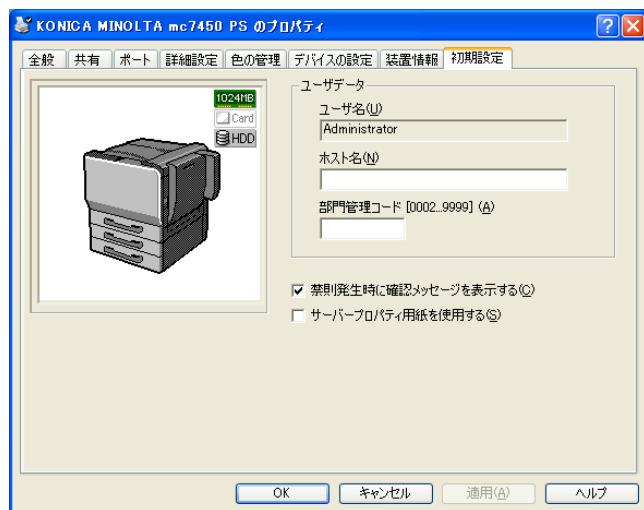 KONICA MINOLTA mc7450 PS のプロパティ
全般 共有 ポート 詳細設定 色の管理 デバイスの設定 装置情報 初期設定
1024MB
Card
HDD
ユーザデータ
ユーザ名(U)
Administrator
ホスト名(N)
部門管理コード [0002...9999] (A)
禁則発生時に確認メッセージを表示する(C)
サーバープロパティ用紙を使用する(S)
OK キャンセル 適用(A) ヘルプ